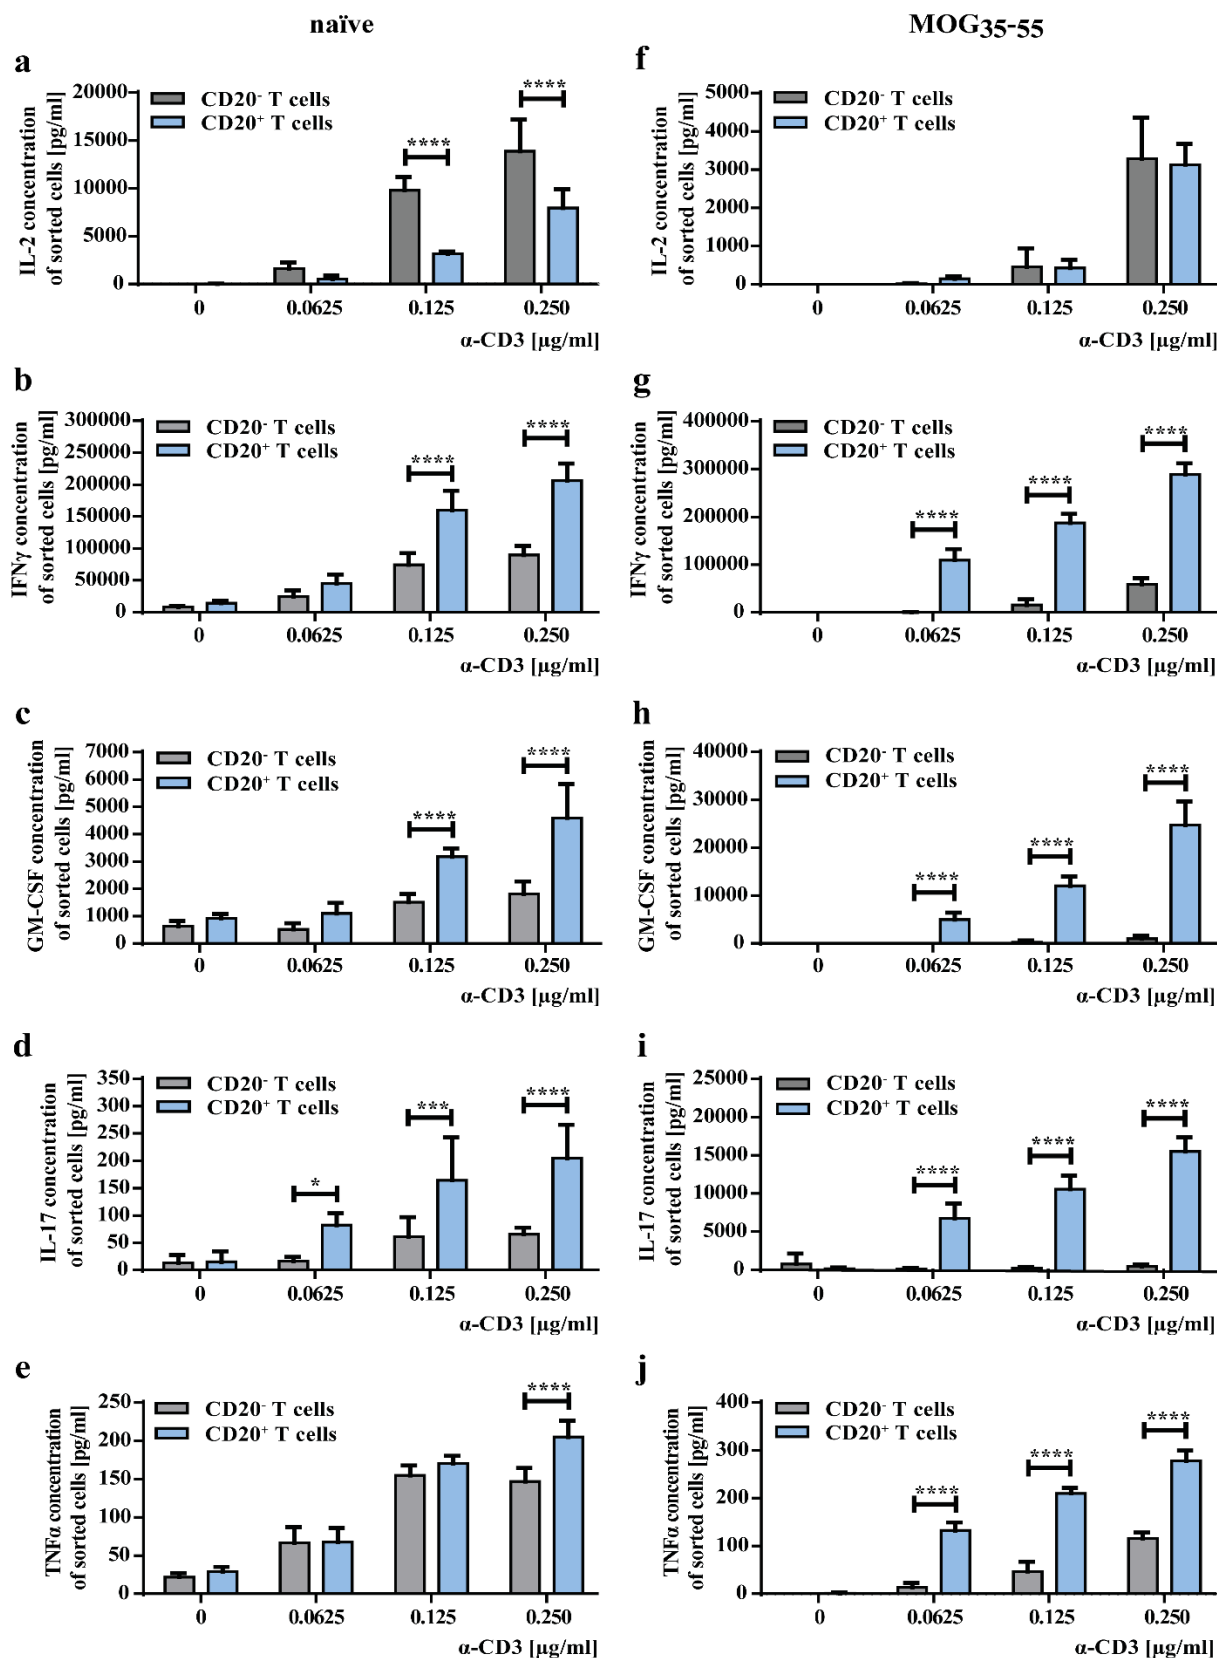 naïve
MOG35-55
a
IL-2 concentration
of sorted cells [pg/ml]
20000
15000
10000
5000
0
CD20- T cells
CD20+ T cells
****
****
0 0.0625 0.125 0.250
α-CD3 [µg/ml]
f
IL-2 concentration
of sorted cells [pg/ml]
5000
4000
3000
2000
1000
0
CD20- T cells
CD20+ T cells
0 0.0625 0.125 0.250
α-CD3 [µg/ml]
b
IFNγ concentration
of sorted cells [pg/ml]
300000
250000
200000
150000
100000
50000
0
CD20- T cells
CD20+ T cells
****
****
0 0.0625 0.125 0.250
α-CD3 [µg/ml]
g
IFNγ concentration
of sorted cells [pg/ml]
400000
300000
200000
100000
0
CD20- T cells
CD20+ T cells
****
****
****
0 0.0625 0.125 0.250
α-CD3 [µg/ml]
c
GM-CSF concentration
of sorted cells [pg/ml]
7000
6000
5000
4000
3000
2000
1000
0
CD20- T cells
CD20+ T cells
****
****
0 0.0625 0.125 0.250
α-CD3 [µg/ml]
h
GM-CSF concentration
of sorted cells [pg/ml]
40000
30000
20000
10000
0
CD20- T cells
CD20+ T cells
****
****
****
0 0.0625 0.125 0.250
α-CD3 [µg/ml]
d
IL-17 concentration
of sorted cells [pg/ml]
350
300
250
200
150
100
50
0
CD20- T cells
CD20+ T cells
*
***
****
0 0.0625 0.125 0.250
α-CD3 [µg/ml]
i
IL-17 concentration
of sorted cells [pg/ml]
25000
20000
15000
10000
5000
0
CD20- T cells
CD20+ T cells
****
****
****
0 0.0625 0.125 0.250
α-CD3 [µg/ml]
e
TNFα concentration
of sorted cells [pg/ml]
250
200
150
100
50
0
CD20- T cells
CD20+ T cells
****
0 0.0625 0.125 0.250
α-CD3 [µg/ml]
j
TNFα concentration
of sorted cells [pg/ml]
400
300
200
100
0
CD20- T cells
CD20+ T cells
****
****
****
0 0.0625 0.125 0.250
α-CD3 [µg/ml]